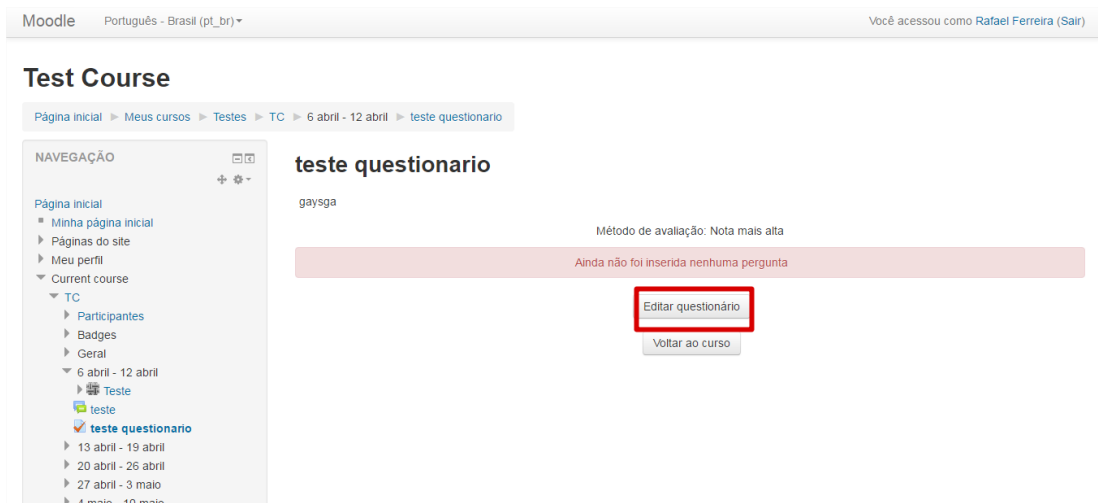 Moodle Português - Brasil (pt_br) Você acessou como Rafael Ferreira (Sair)
Test Course
Página inicial Meus cursos Testes TC 6 abril - 12 abril teste questionario
NAVEGAÇÃO
Página inicial
Minha página inicial
Páginas do site
Meu perfil
Current course
TC
Participantes
Badges
Geral
6 abril - 12 abril
Teste
teste
teste questionario
13 abril - 19 abril
20 abril - 26 abril
27 abril - 3 maio
4 maio - 10 maio
teste questionario
gaysga
Método de avaliação: Nota mais alta
Ainda não foi inserida nenhuma pergunta
Editar questionário
Voltar ao curso